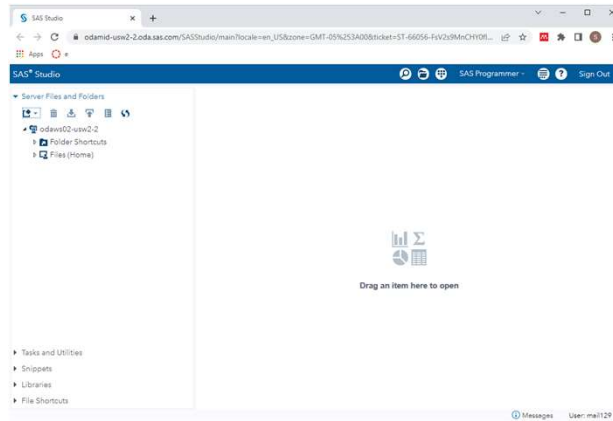 SAS Studio
odamid-usw2-2.oda.sas.com/SASStudio/main?locale=en_US&zone=GMT-05%253A00&ticket=ST-66056-FsV2s9MnCHY0fl...
Apps
SAS® Studio
SAS Programmer
Sign Out
Server Files and Folders
odaws02-usw2-2
Folder Shortcuts
Files (Home)
Drag an item here to open
Tasks and Utilities
Snippets
Libraries
File Shortcuts
Messages
User: meil129